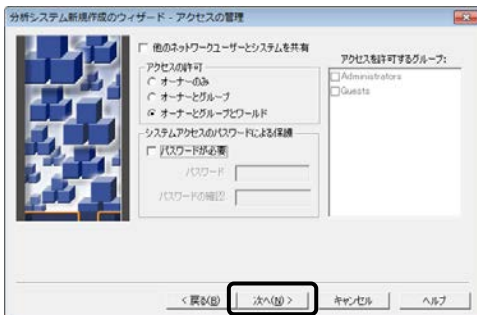 分析システム新規作成のウィザード - アクセスの管理
他のネットワークユーザーとシステムを共有
アクセスの許可
オーナーのみ
オーナーとグループ
オーナーとグループとワールド
システムアクセスのパスワードによる保護
パスワードが必要
パスワード
パスワードの確認:
アクセスを許可するグループ:
Administrators
Guests
< 戻る(B)
次へ(N) >
キャンセル
ヘルプ